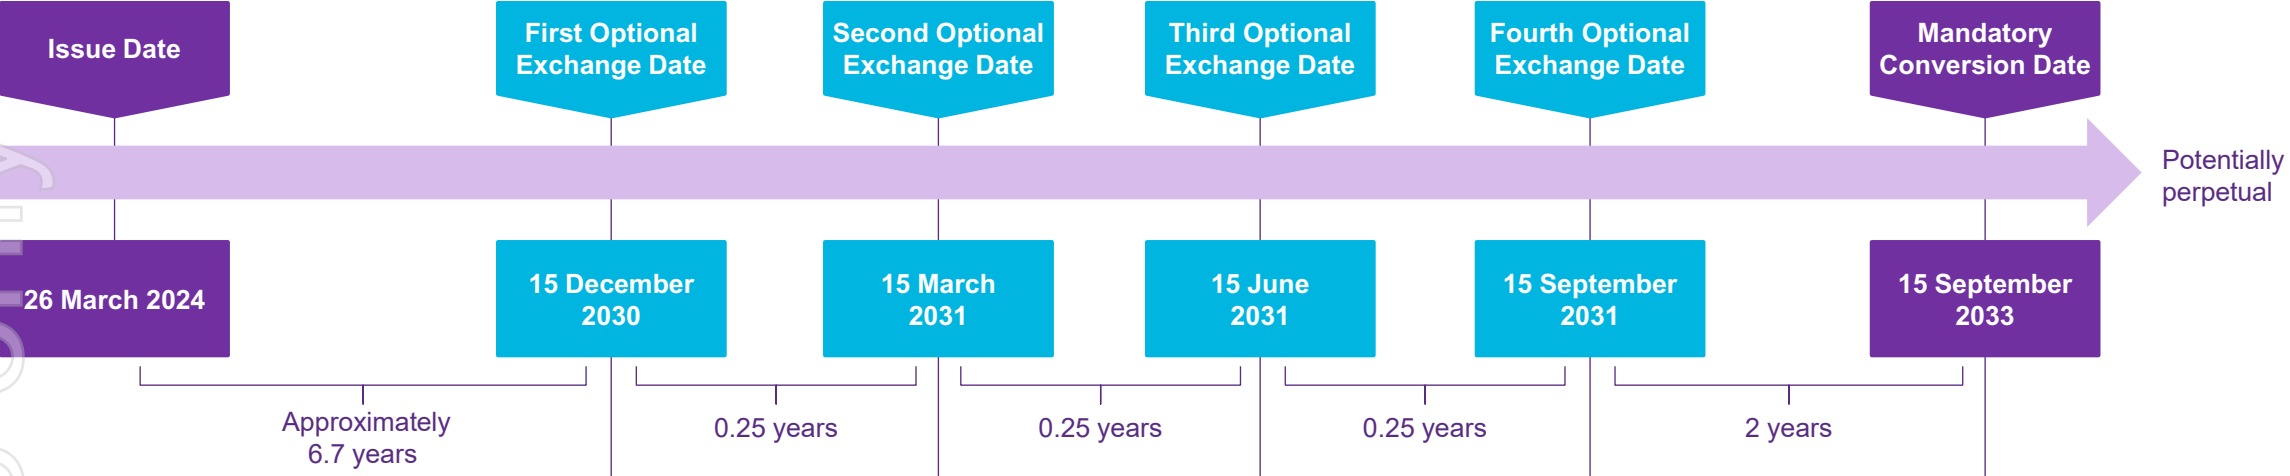 Issue Date
First Optional
Exchange Date
Second Optional
Exchange Date
Third Optional
Exchange Date
Fourth Optional
Exchange Date
Mandatory
Conversion Date
Potentially
perpetual
26 March 2024
15 December
2030
15 March
2031
15 June
2031
15 September
2031
15 September
2033
Approximately
6.7 years
0.25 years
0.25 years
0.25 years
2 years